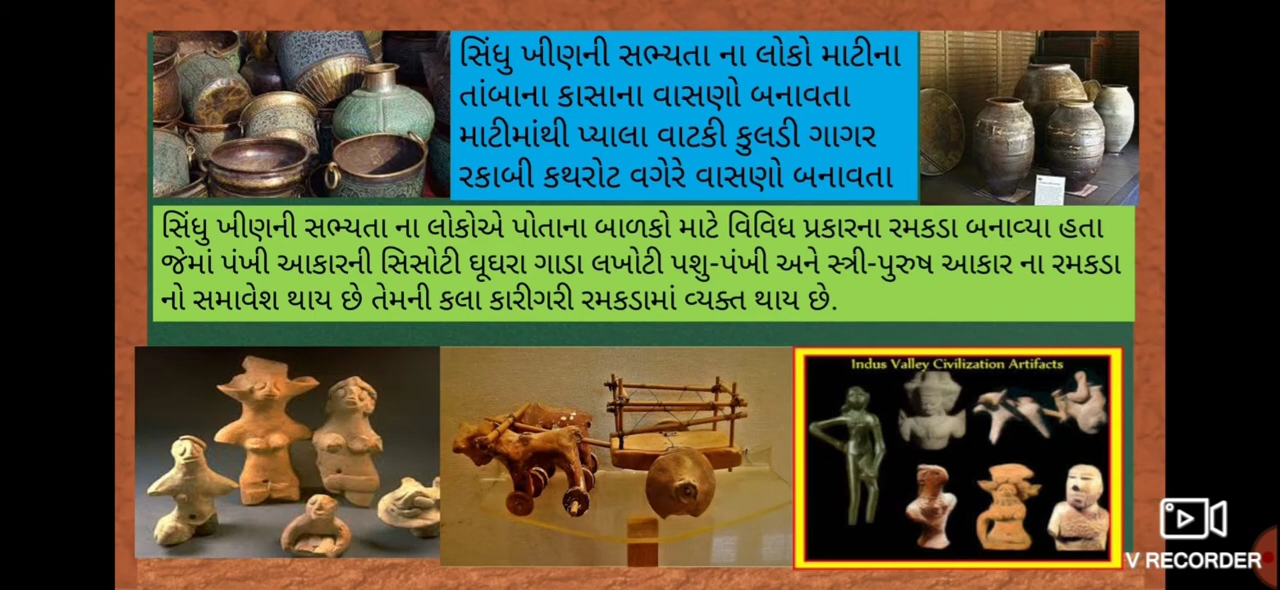 સિંધુ ખીણની સભ્યતા ના લોકો માટીના
તાંબાના કાસાના વાસણો બનાવતા
માટીમાંથી પ્યાલા વાટકી કુલડી ગાગર
રકાબી કથરોટ વગેરે વાસણો બનાવતા
સિંધુ ખીણની સભ્યતા ના લોકોએ પોતાના બાળકો માટે વિવિધ પ્રકારના રમકડા બનાવ્યા હતા
જેમાં પંખી આકારની સિસોટી ઘૂઘરા ગાડા લખોટી પશુ-પંખી અને સ્ત્રી-પુરુષ આકાર ના રમકડા
નો સમાવેશ થાય છે તેમની કલા કારીગરી રમકડામાં વ્યક્ત થાય છે.
Indus Valley Civilization Artifacts
V RECORDER